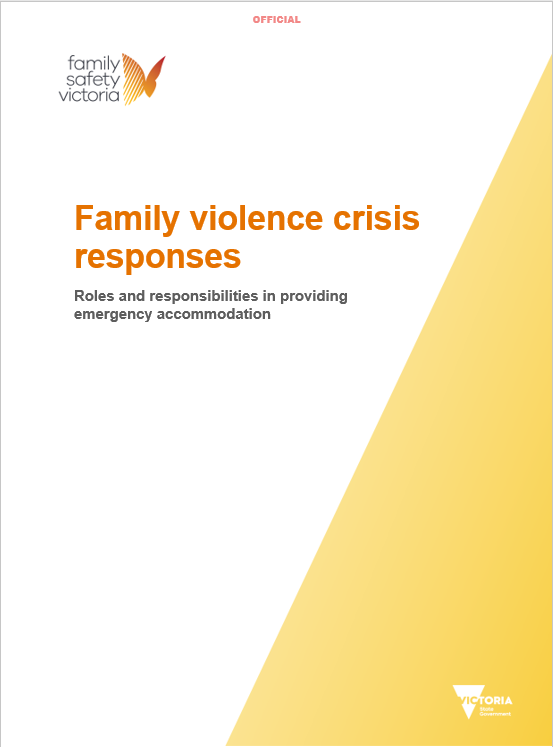 OFFICIAL
family
safety
victoria
Family violence crisis
responses
Roles and responsibilities in providing
emergency accommodation
VICTORIA
State
Government